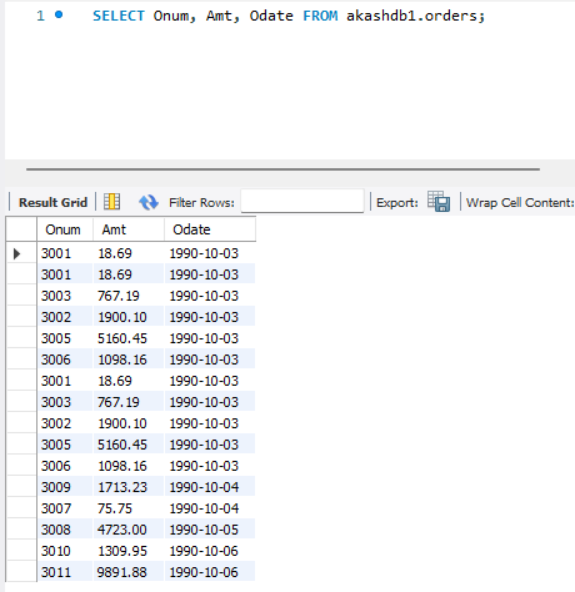 1 SELECT Onum, Amt, Odate FROM akashdb1.orders;
Result Grid Filter Rows: Export: Wrap Cell Content:
Onum Amt Odate
3001 18.69 1990-10-03
3001 18.69 1990-10-03
3003 767.19 1990-10-03
3002 1900.10 1990-10-03
3005 5160.45 1990-10-03
3006 1098.16 1990-10-03
3001 18.69 1990-10-03
3003 767.19 1990-10-03
3002 1900.10 1990-10-03
3005 5160.45 1990-10-03
3006 1098.16 1990-10-03
3009 1713.23 1990-10-04
3007 75.75 1990-10-04
3008 4723.00 1990-10-05
3010 1309.95 1990-10-06
3011 9891.88 1990-10-06